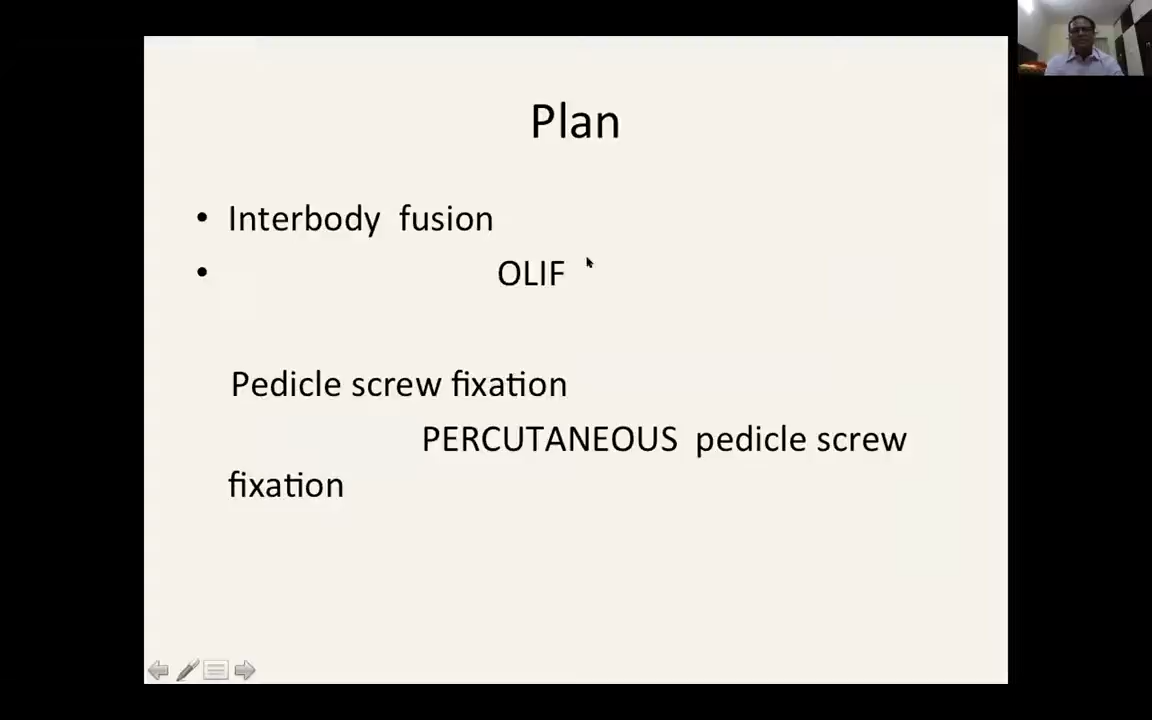 Plan
• Interbody fusion
• OLIF
Pedicle screw fixation
PERCUTANEOUS pedicle screw
fixation